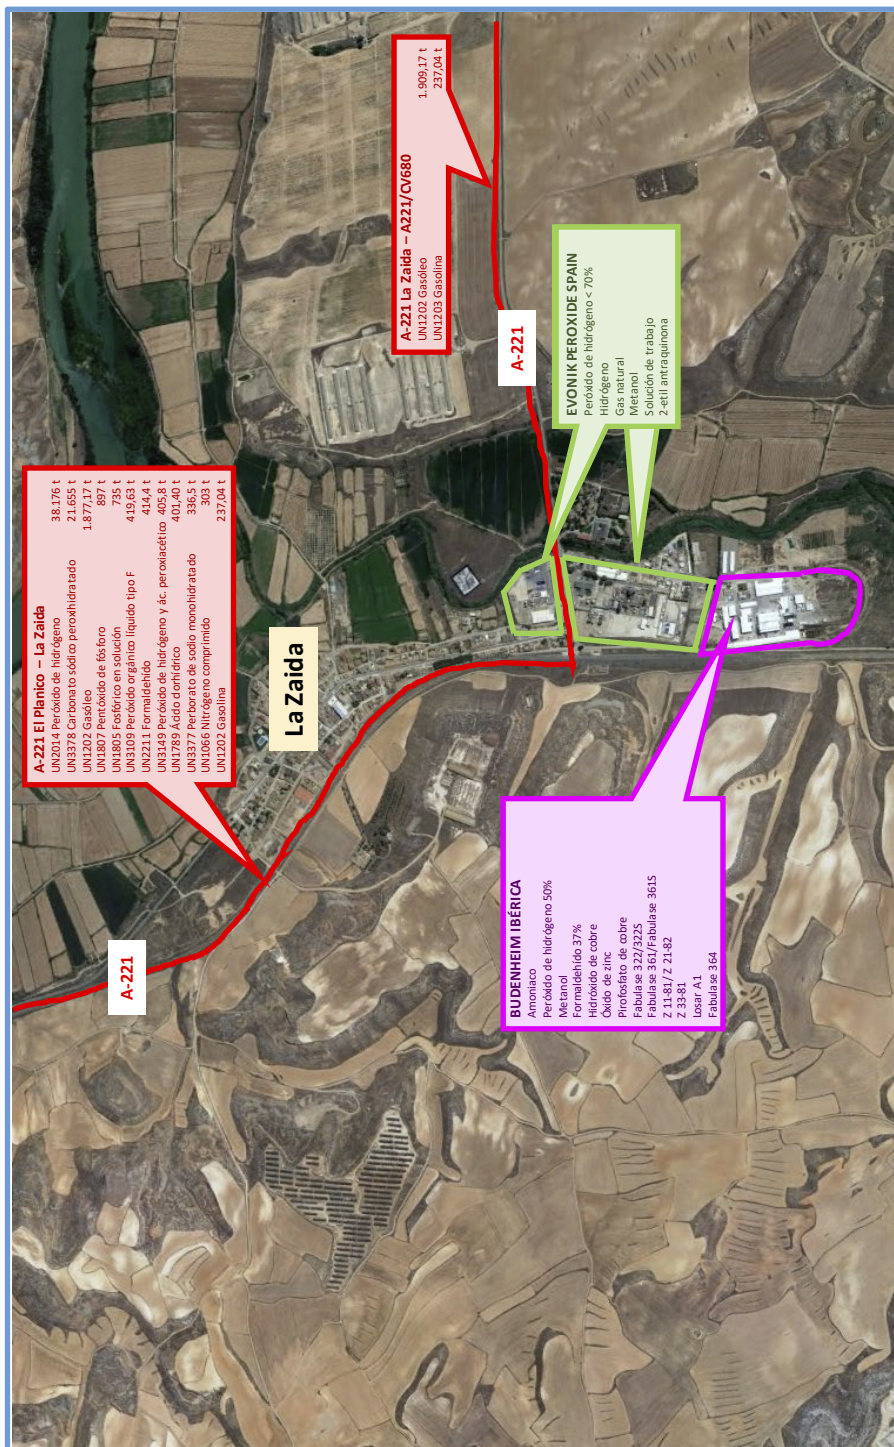 A-221 El Planico – La Zaida
UN2014 Peróxido de hidrógeno 38.176 t
UN3378 Carbonato sódico peroxihidratado 21.655 t
UN1202 Gasóleo 1.877,17 t
UN1807 Pentóxido de fósforo 897 t
UN1805 Fosfórico en solución 735 t
UN3109 Peróxido orgánico líquido tipo F 419,63 t
UN2211 Formaldehído 414,4 t
UN3149 Peróxido de hidrógeno y ác. peroxiacético 405,8 t
UN1789 Ácido clorhídrico 401,40 t
UN3377 Perborato de sodio monohidratado 336,5 t
UN1066 Nitrógeno comprimido 303 t
UN1202 Gasolina 237,04 t
A-221 La Zaida – A221/CV680
UN1202 Gasóleo 1.909,17 t
UN1203 Gasolina 237,04 t
La Zaida
A-221
A-221
EVONIK PEROXIDE SPAIN
Peróxido de hidrógeno < 70%
Hidrógeno
Gas natural
Metanol
Solución de trabajo
2-etil antraquinona
BUDENHEIM IBÉRICA
Amoniaco
Peróxido de hidrógeno 50%
Metanol
Formaldehído 37%
Hidróxido de cobre
Óxido de zinc
Pirofosfato de cobre
Fabulase 322/322S
Fabulase 361/Fabulase 361S
Z 11-81/ Z 21-82
Z 33-81
Losar A1
Fabulase 364